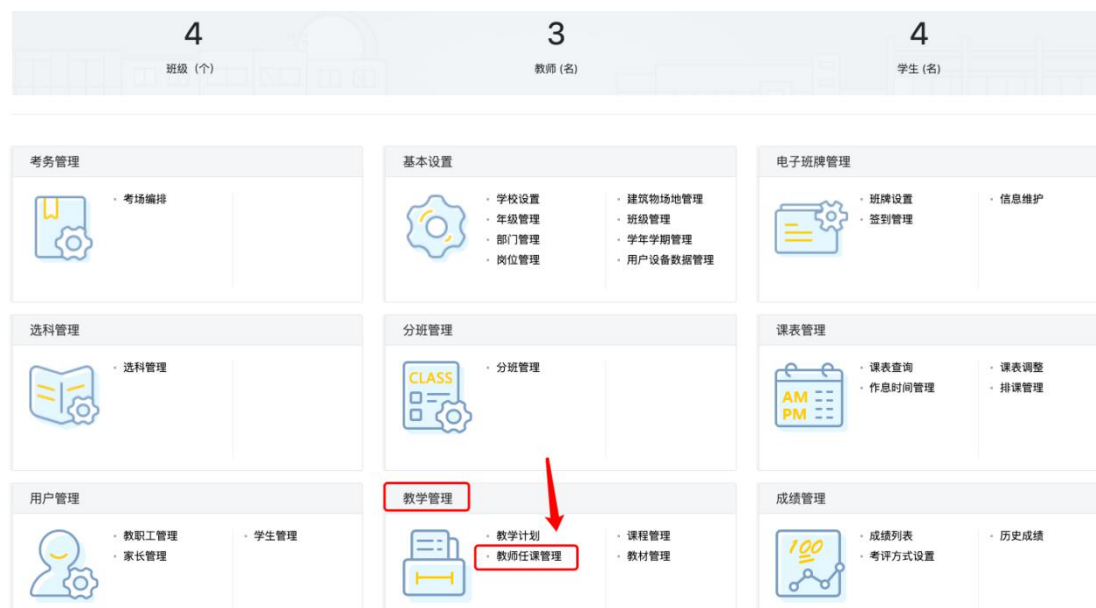 4
班级（个）
3
教师 (名)
4
学生 (名)
考务管理
考场编排
基本设置
学校设置
建筑物场地管理
年级管理
班级管理
部门管理
学年学期管理
岗位管理
用户设备数据管理
电子班牌管理
班牌设置
信息维护
签到管理
选科管理
选科管理
分班管理
CLASS
分班管理
课表管理
AM
PM
课表查询
课表调整
作息时间管理
排课管理
用户管理
教职工管理
学生管理
家长管理
教学管理
教学计划
课程管理
教师任课管理
教材管理
成绩管理
100
成绩列表
历史成绩
考评方式设置